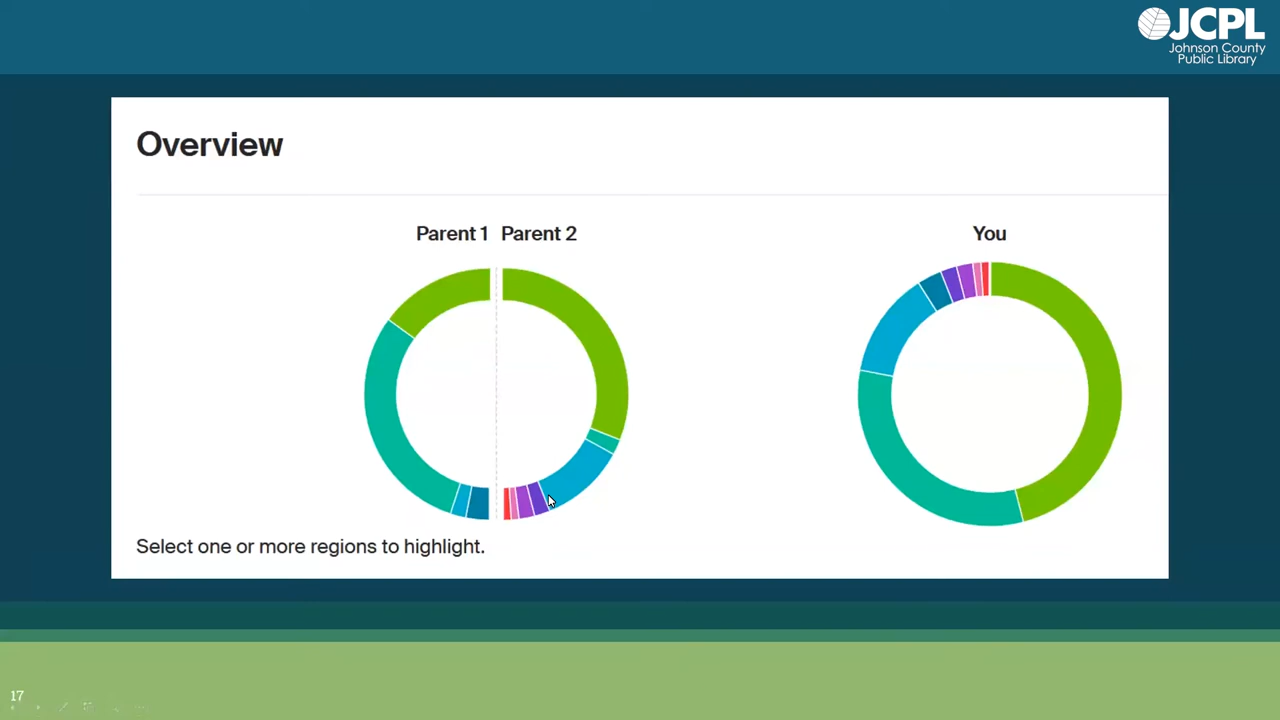 JCPL
Johnson County
Public Library
Overview
Parent 1 Parent 2
You
Select one or more regions to highlight.
17